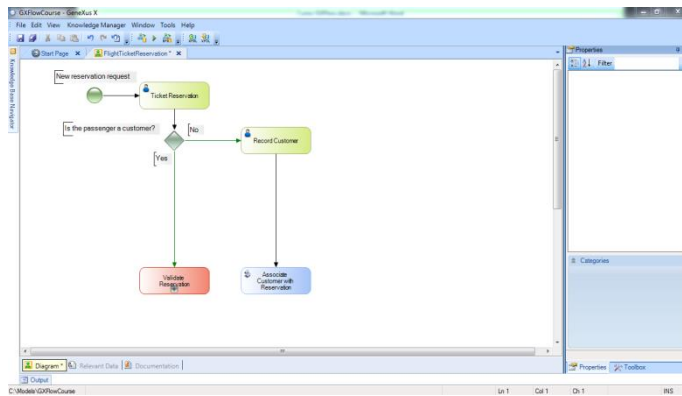 GXFlowCourse - GeneXus X
File Edit View Knowledge Manager Window Tools Help
Start Page
FlightTicketReservation *
Knowledge Base Navigator
New reservation request
Ticket Reservation
Is the passenger a customer?
No
Record Customer
Yes
Validate
Reservation
Associate
Customer with
Reservation
Properties
Filter
Categories
Diagram * Relevant Data Documentation
Properties Toolbox
Output
C:\Models\GXFlowCourse Ln 1 Col 1 Ch 1 INS